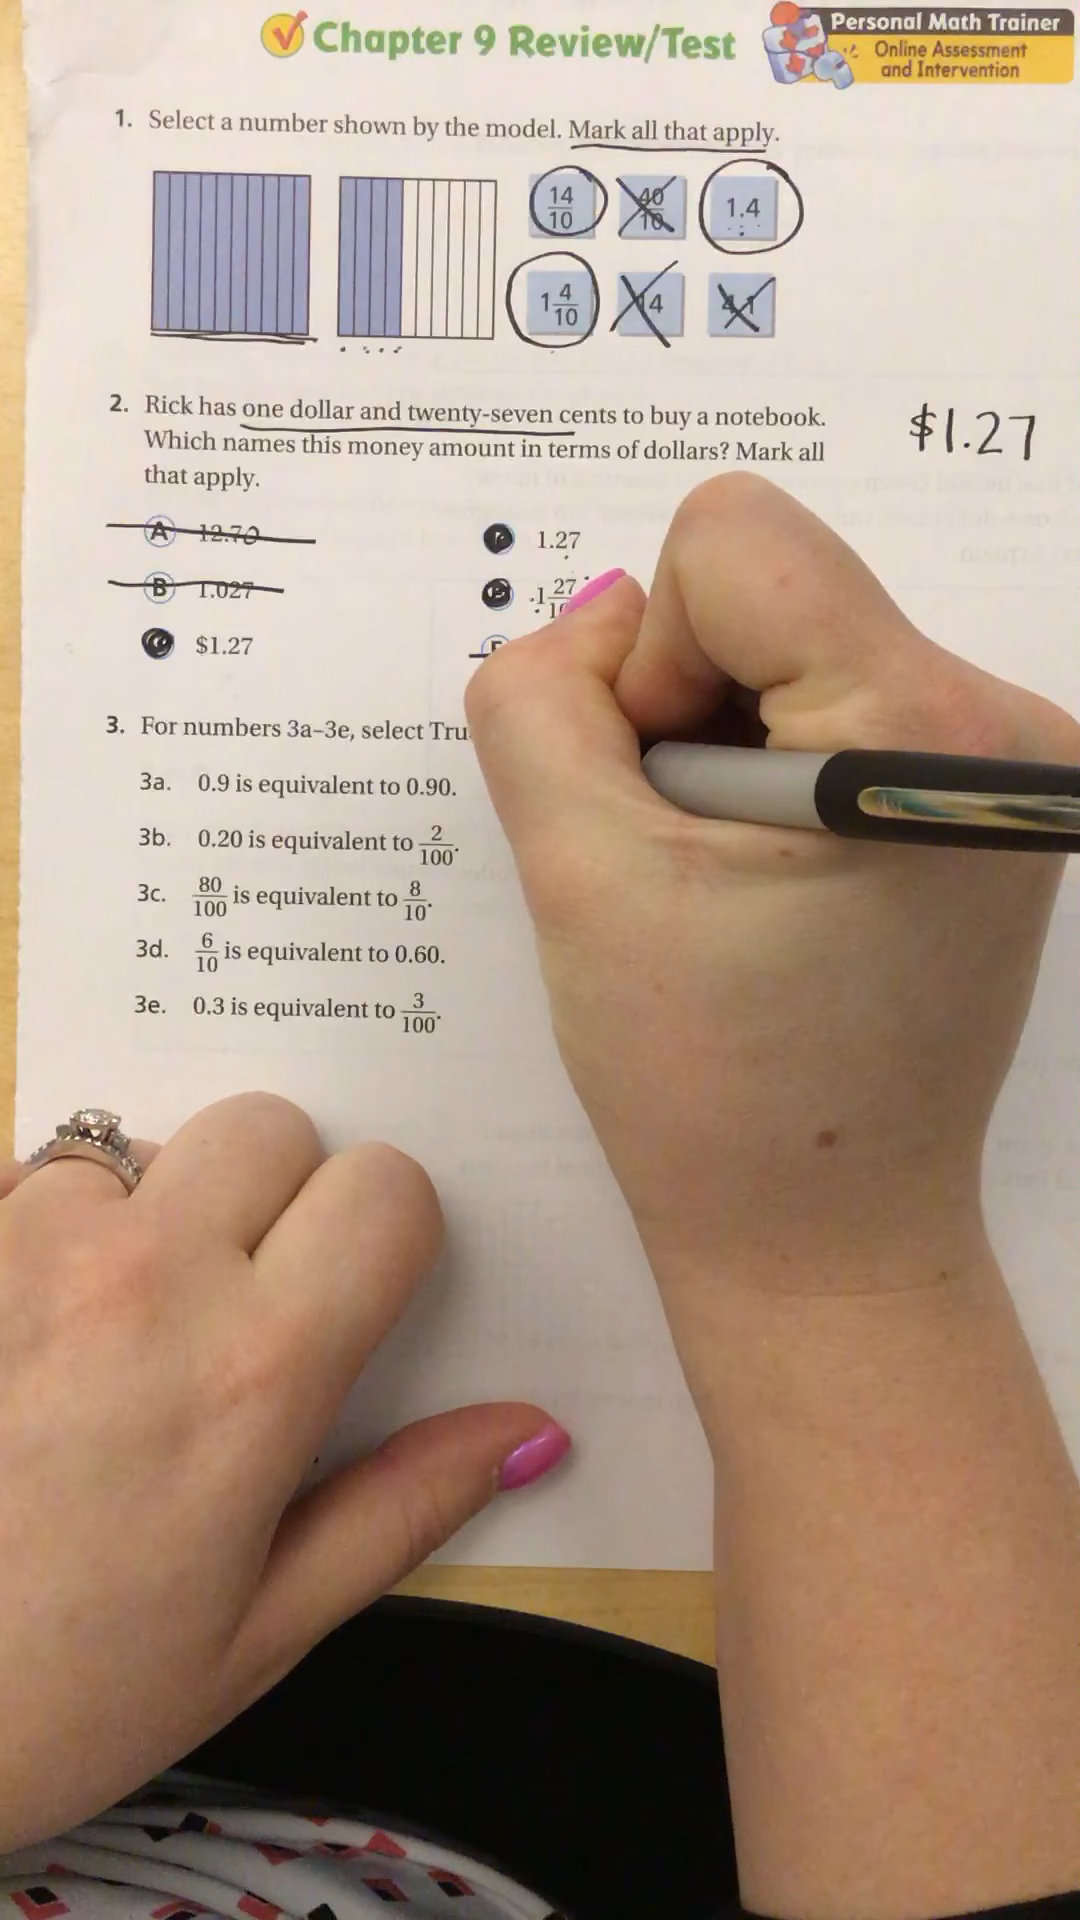 Chapter 9 Review/Test
Personal Math Trainer
Online Assessment
and Intervention
1. Select a number shown by the model. Mark all that apply.
14/10 40/10 1.4
1 4/10 14 4.1
2. Rick has one dollar and twenty-seven cents to buy a notebook.
Which names this money amount in terms of dollars? Mark all
that apply.
$1.27
A 12.70
B 1.027
$1.27
1.27
1 27
3. For numbers 3a–3e, select
3a. 0.9 is equivalent to 0.90.
3b. 0.20 is equivalent to 2/100.
3c. 80/100 is equivalent to 8/10.
3d. 6/10 is equivalent to 0.60.
3e. 0.3 is equivalent to 3/100.